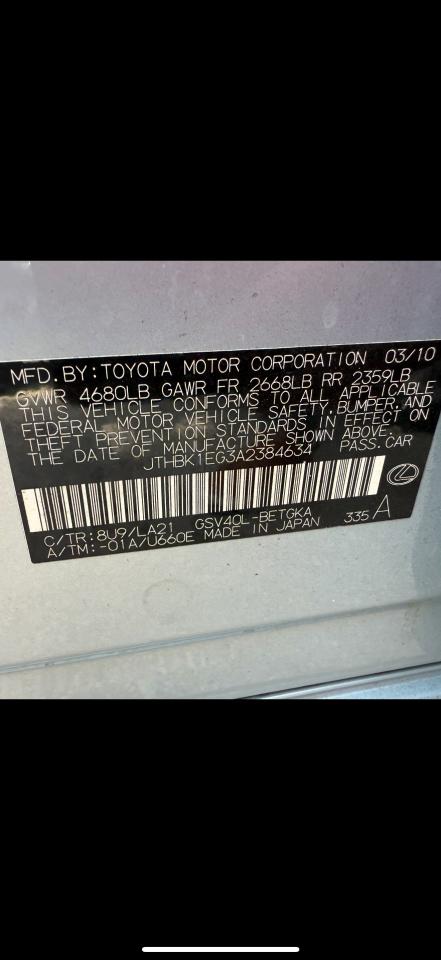 MFD.BY:TOYOTA MOTOR CORPORATION 03/10
GVWR 4680LB GAWR FR 2668LB RR 2359LB
THIS VEHICLE CONFORMS TO ALL APPLICABLE
FEDERAL MOTOR VEHICLE SAFETY,BUMPER,AND
THEFT PREVENTION STANDARDS IN EFFECT ON
THE DATE OF MANUFACTURE SHOWN ABOVE.
JTHBK1EG3A2384634 PASS.CAR
C/TR:8U9/LA21 GSV40L-BETGKA 335 A
A/TM:-01A/U660E MADE IN JAPAN